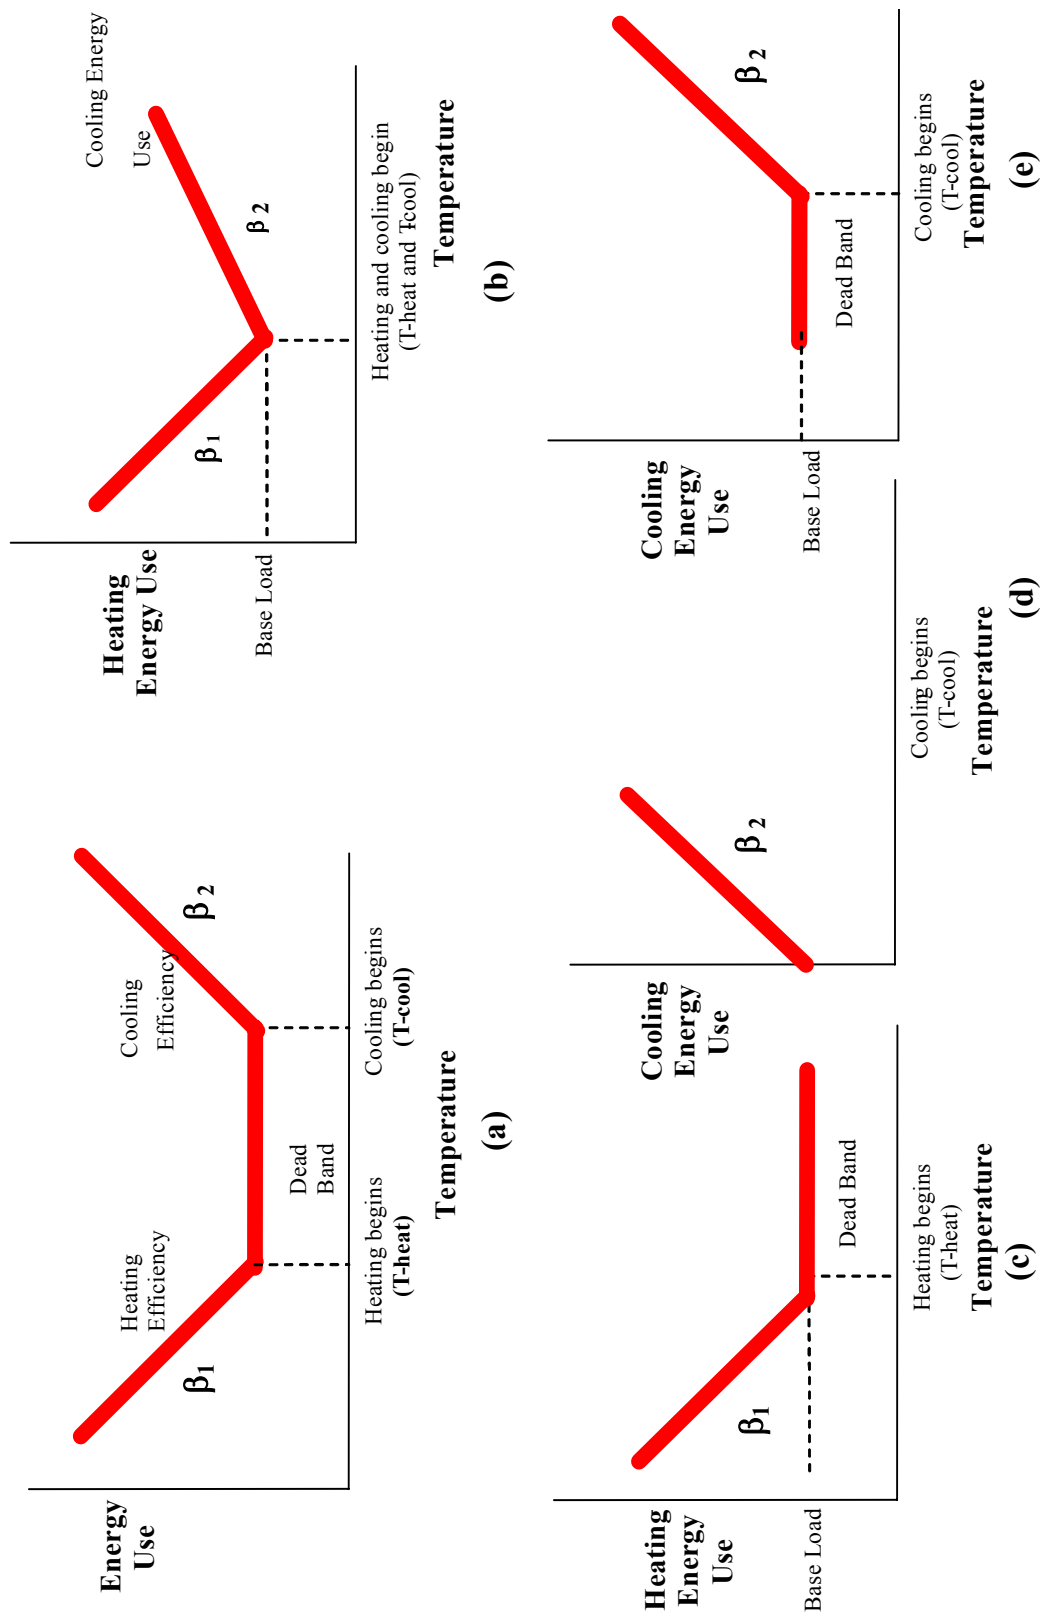 Energy
Use
Heating
Efficiency
Cooling
Efficiency
β1
β2
Dead
Band
Heating begins
(T-heat)
Cooling begins
(T-cool)
Temperature
(a)
Heating
Energy Use
Cooling Energy
Use
β1
β2
Base Load
Heating and cooling begin
(T-heat and T-cool)
Temperature
(b)
Heating
Energy
Use
β1
Base Load
Dead Band
Heating begins
(T-heat)
Temperature
(c)
Cooling
Energy
Use
β2
Cooling begins
(T-cool)
Temperature
(d)
Cooling
Energy
Use
β2
Base Load
Dead Band
Cooling begins
(T-cool)
Temperature
(e)